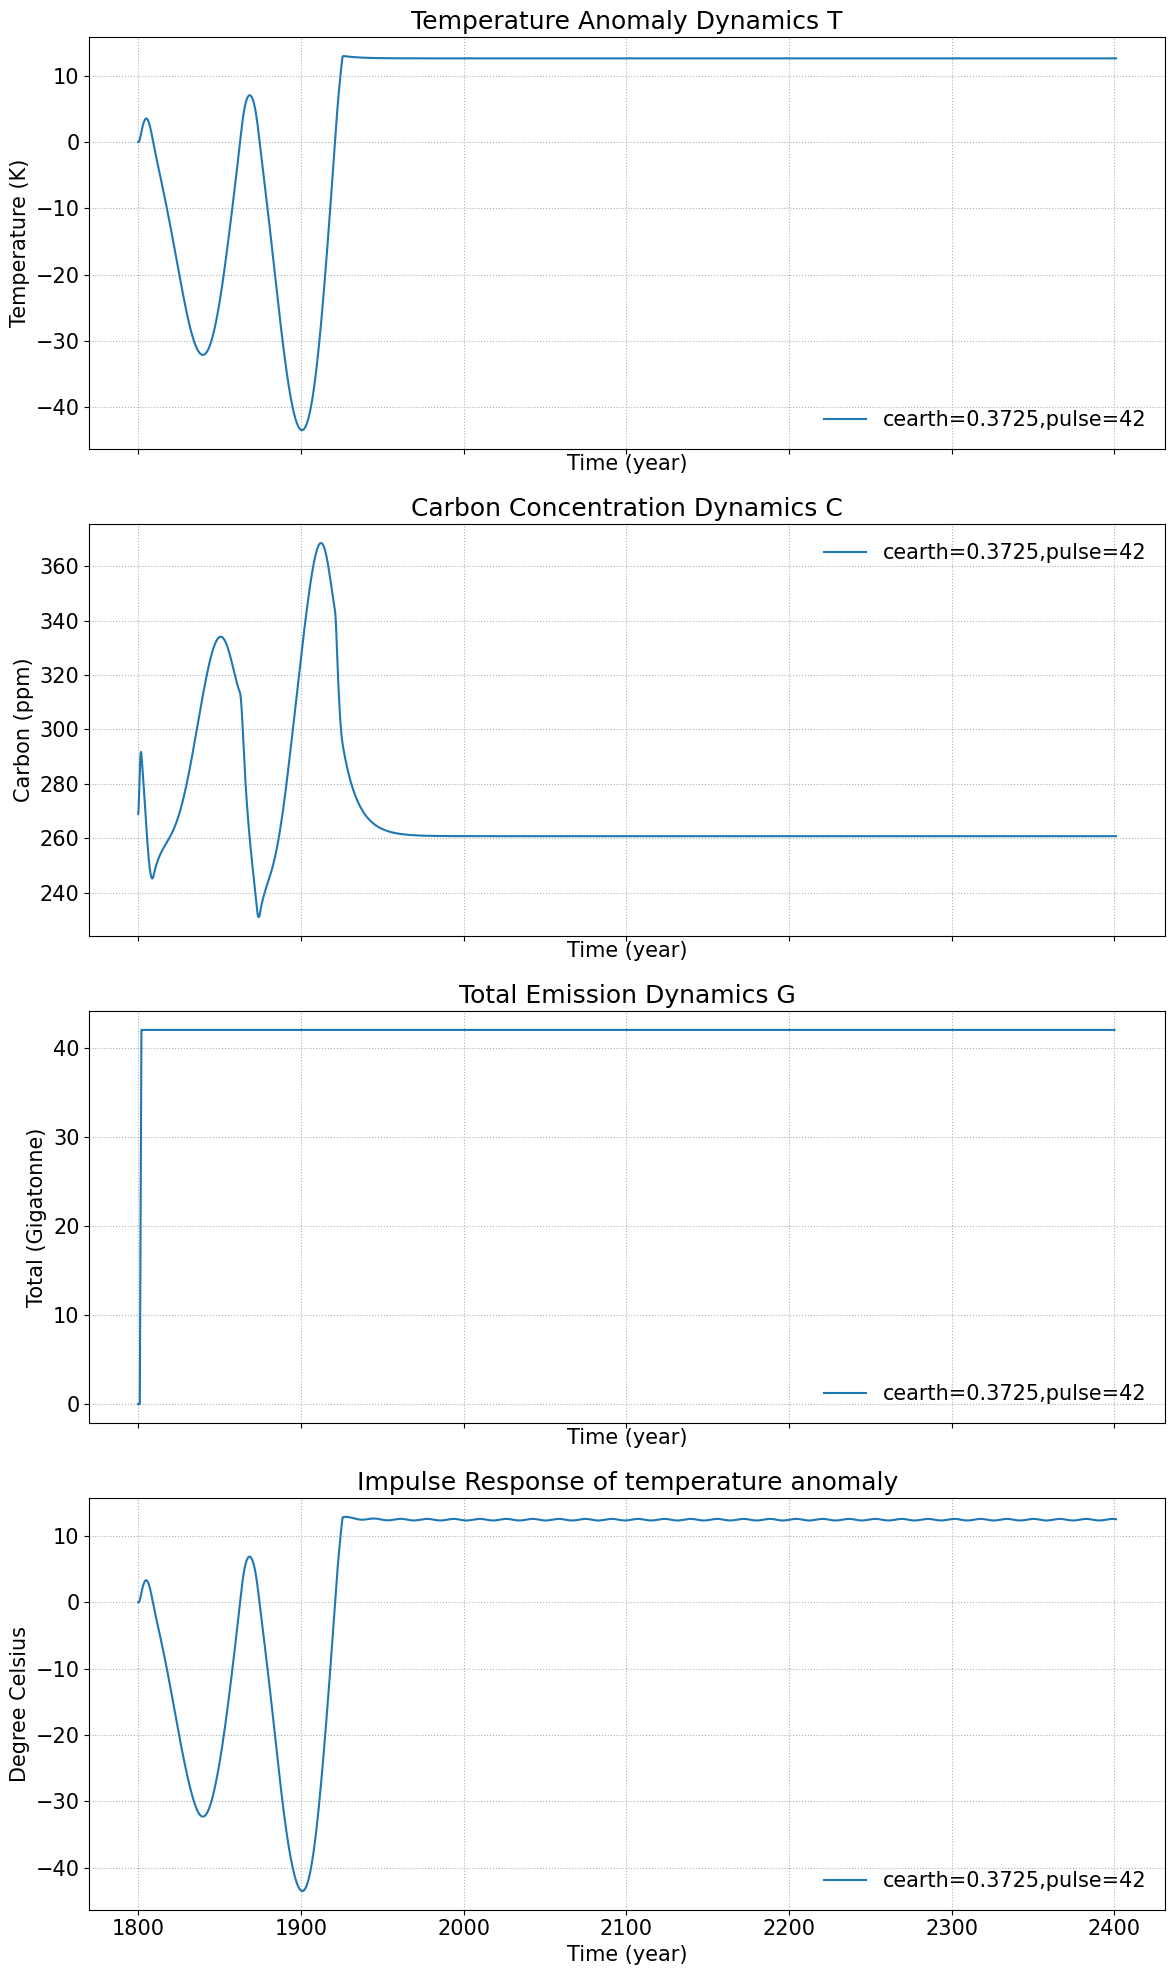 Temperature Anomaly Dynamics T
10
0
−10
−20
−30
−40
Temperature (K)
cearth=0.3725,pulse=42
Time (year)
Carbon Concentration Dynamics C
360
340
320
300
280
260
240
Carbon (ppm)
cearth=0.3725,pulse=42
Time (year)
Total Emission Dynamics G
40
30
20
10
0
Total (Gigatonne)
cearth=0.3725,pulse=42
Time (year)
Impulse Response of temperature anomaly
10
0
−10
−20
−30
−40
Degree Celsius
cearth=0.3725,pulse=42
1800 1900 2000 2100 2200 2300 2400
Time (year)